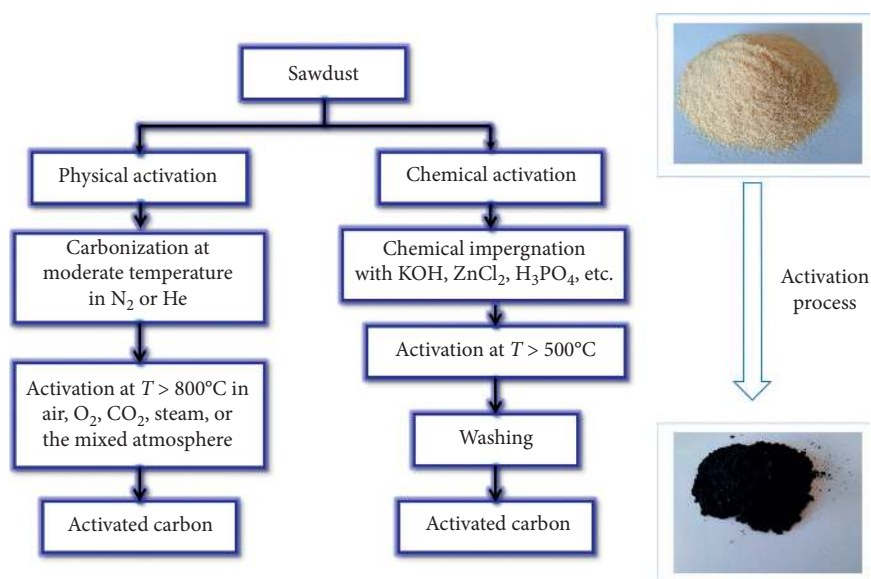 Sawdust
Physical activation
Chemical activation
Carbonization at
moderate temperature
in N₂ or He
Chemical impergnation
with KOH, ZnCl₂, H₃PO₄, etc.
Activation at T > 800°C in
air, O₂, CO₂, steam, or
the mixed atmosphere
Activation at T > 500°C
Washing
Activated carbon
Activated carbon
Activation
process